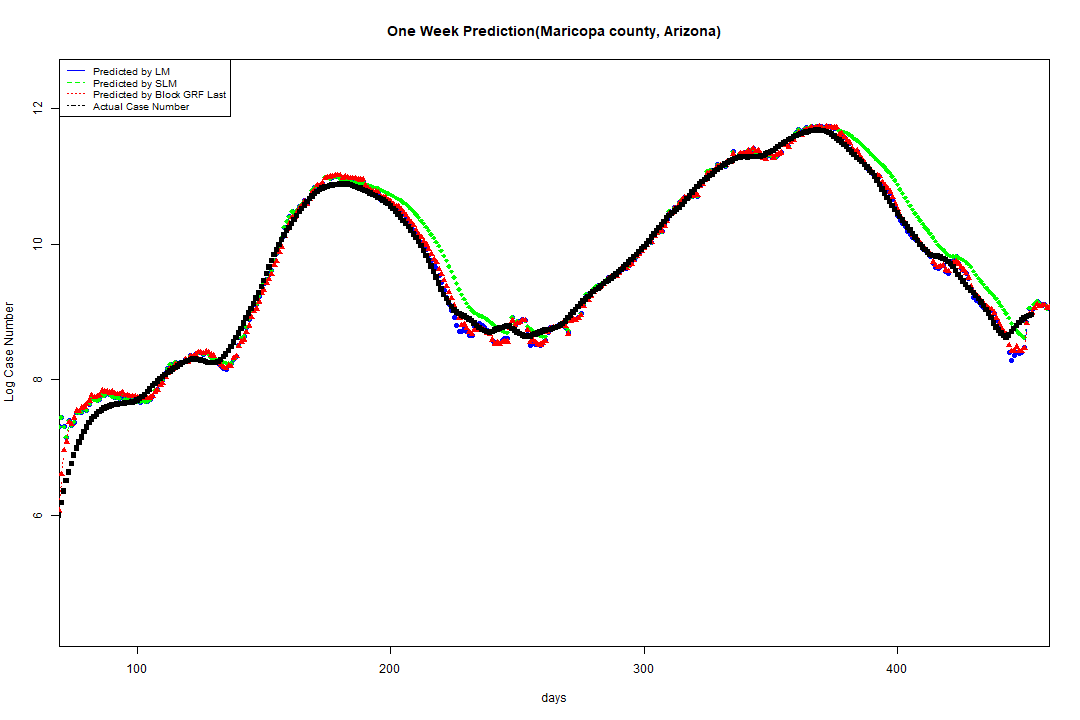 One Week Prediction(Maricopa county, Arizona)
Predicted by LM
Predicted by SLM
Predicted by Block GRF Last
Actual Case Number
12
10
8
6
Log Case Number
100 200 300 400
days